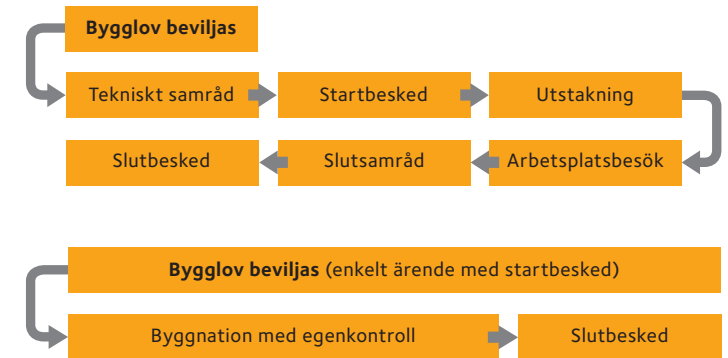 Bygglov beviljas
Tekniskt samråd
Startbesked
Utstakning
Arbetsplatsbesök
Slutsamråd
Slutbesked
Bygglov beviljas (enkelt ärende med startbesked)
Byggnation med egenkontroll
Slutbesked